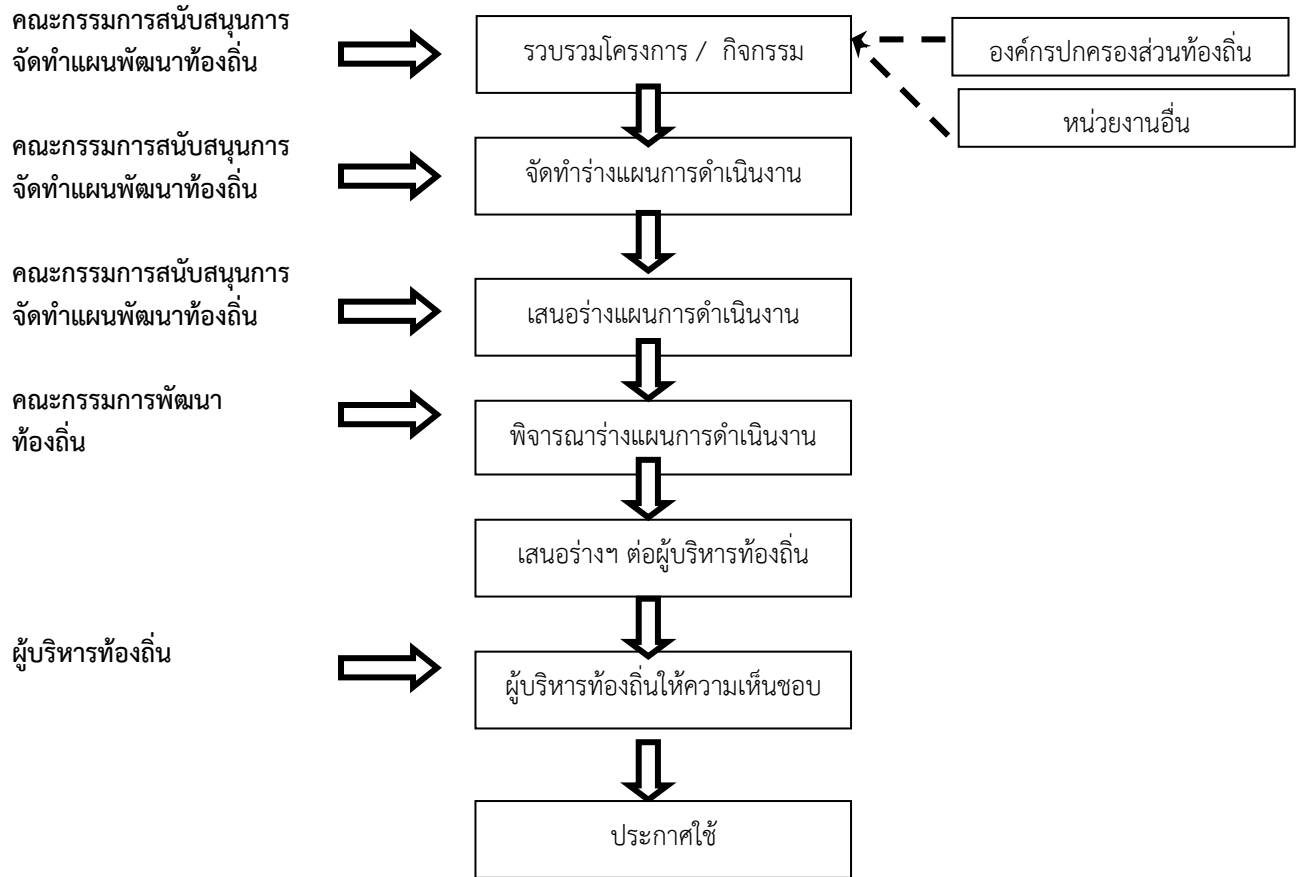 คณะกรรมการสนับสนุนการ
จัดทำแผนพัฒนาท้องถิ่น
รวบรวมโครงการ / กิจกรรม
องค์กรปกครองส่วนท้องถิ่น
หน่วยงานอื่น
คณะกรรมการสนับสนุนการ
จัดทำแผนพัฒนาท้องถิ่น
จัดทำร่างแผนการดำเนินงาน
คณะกรรมการสนับสนุนการ
จัดทำแผนพัฒนาท้องถิ่น
เสนอร่างแผนการดำเนินงาน
คณะกรรมการพัฒนา
ท้องถิ่น
พิจารณาร่างแผนการดำเนินงาน
เสนอร่างฯ ต่อผู้บริหารท้องถิ่น
ผู้บริหารท้องถิ่น
ผู้บริหารท้องถิ่นให้ความเห็นชอบ
ประกาศใช้